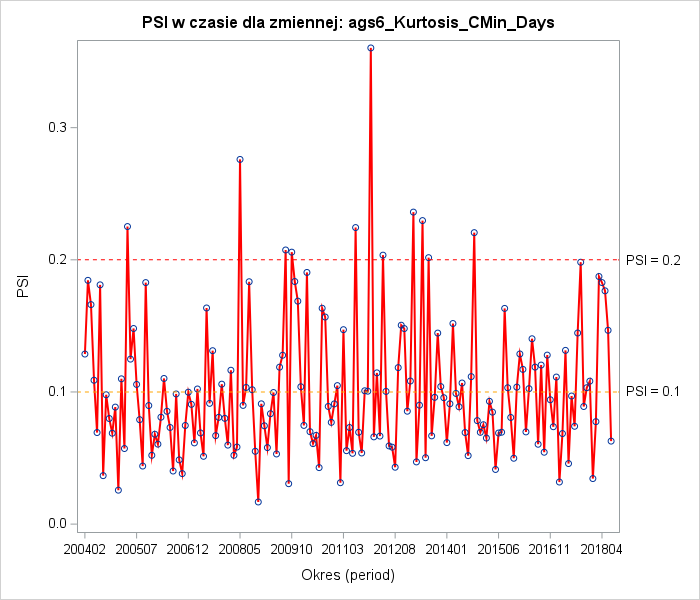 PSI w czasie dla zmiennej: ags6_Kurtosis_CMin_Days
PSI
0.3
0.2
0.1
0.0
PSI = 0.2
PSI = 0.1
200402 200507 200612 200805 200910 201103 201208 201401 201506 201611 201804
Okres (period)